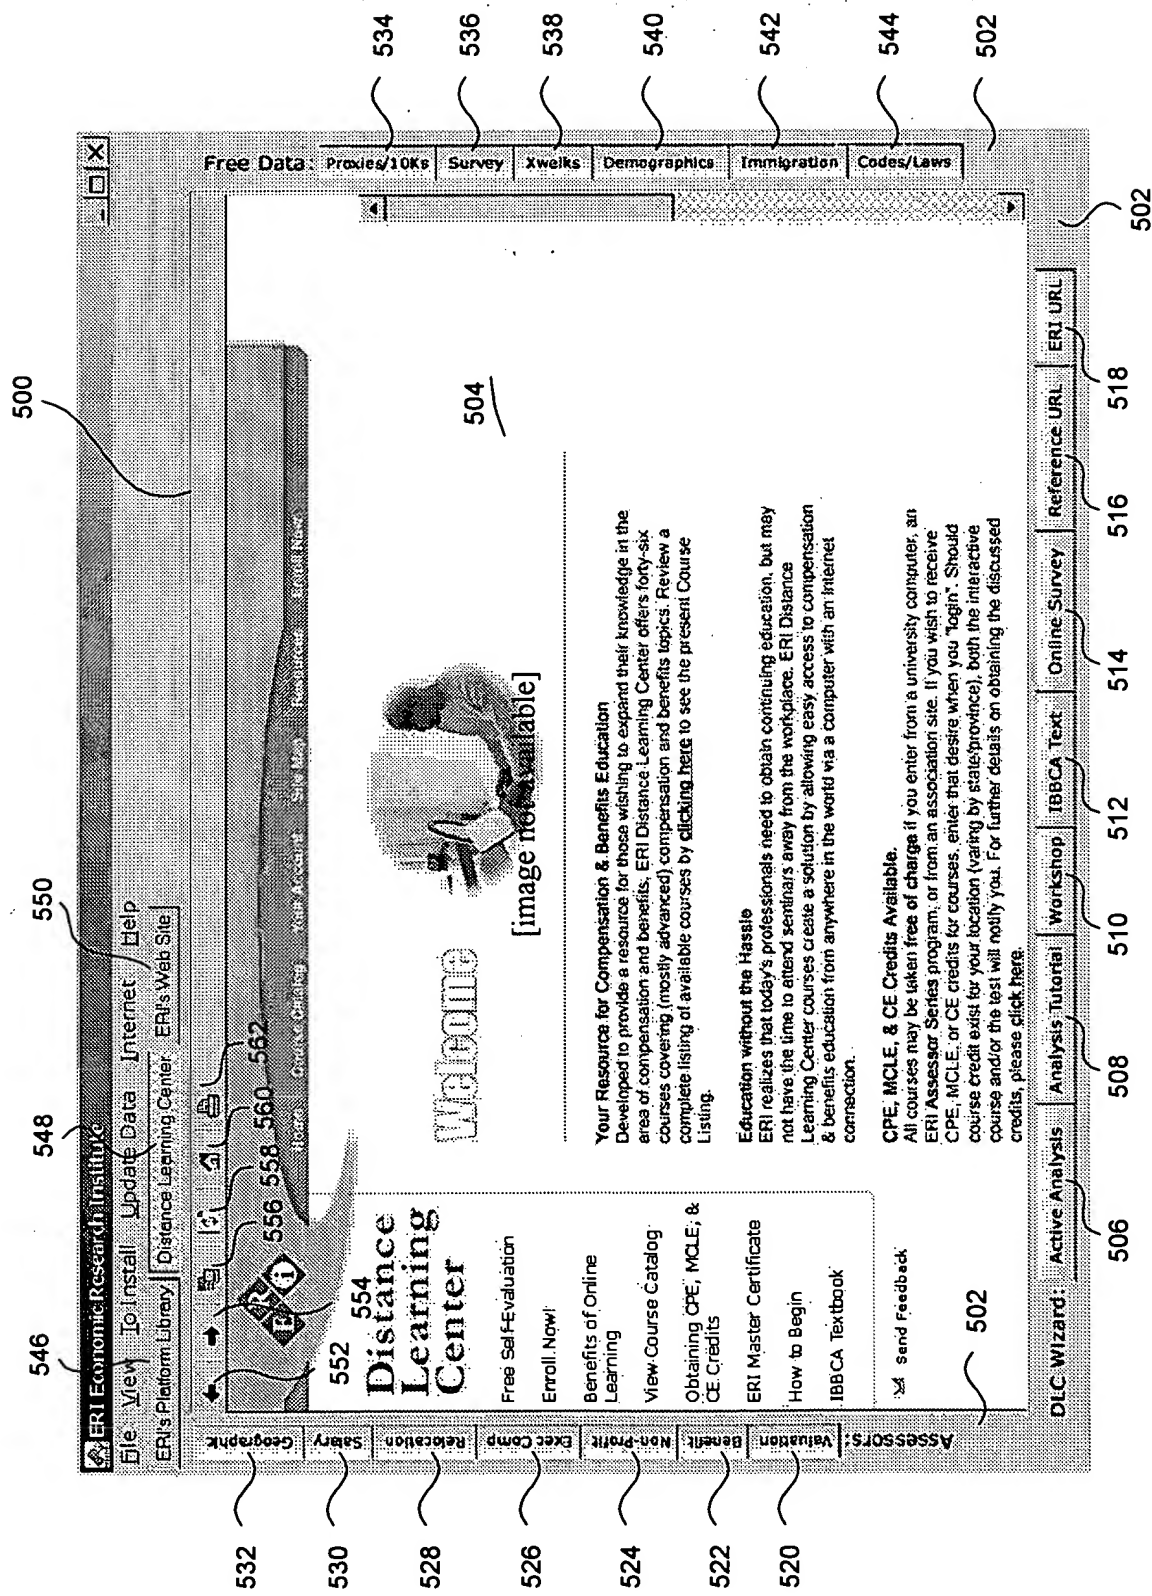 500
546
548
550
ERI Economic Research Institute
File View To Install Update Data Internet Help
ERI's Platform Library
Distance Learning Center
ERI's Web Site
552
554
556
558
560
562
Free Data:
Proxies/10Ks
Survey
Xwalks
Demographics
Immigration
Codes/Laws
534
536
538
540
542
544
502
Geographic
Salary
Relocation
Exec Comp
Non-Profit
Benefit
Valuation
Assessors:
532
530
528
526
524
522
520
502
Home Course Catalog Your Account Site Map
E R i
Distance
Learning
Center
Free Self-Evaluation
Enroll Now!
Benefits of Online
Learning
View Course Catalog
Obtaining CPE, MCLE, &
CE Credits
ERI Master Certificate
How to Begin
IBBCA Textbook
Send Feedback
Welcome
[image not available]
504
Your Resource for Compensation & Benefits Education
Developed to provide a resource for those wishing to expand their knowledge in the
area of compensation and benefits, ERI Distance Learning Center offers forty-six
courses covering (mostly advanced) compensation and benefits topics. Review a
complete listing of available courses by clicking here to see the present Course
Listing.
Education without the Hassle
ERI realizes that today's professionals need to obtain continuing education, but may
not have the time to attend seminars away from the workplace. ERI Distance
Learning Center courses create a solution by allowing easy access to compensation
& benefits education from anywhere in the world via a computer with an Internet
connection.
CPE, MCLE, & CE Credits Available.
All courses may be taken free of charge if you enter from a university computer, an
ERI Assessor Series program, or from an association site. If you wish to receive
CPE, MCLE, or CE credits for courses, enter that desire when you "login". Should
course credit exist for your location (varing by state/province), both the interactive
course and/or the test will notify you. For further details on obtaining the discussed
credits, please click here.
DLC Wizard:
Active Analysis
Analysis Tutorial
Workshop
IBBCA Text
Online Survey
Reference URL
ERI URL
506
508
510
512
514
516
518
502